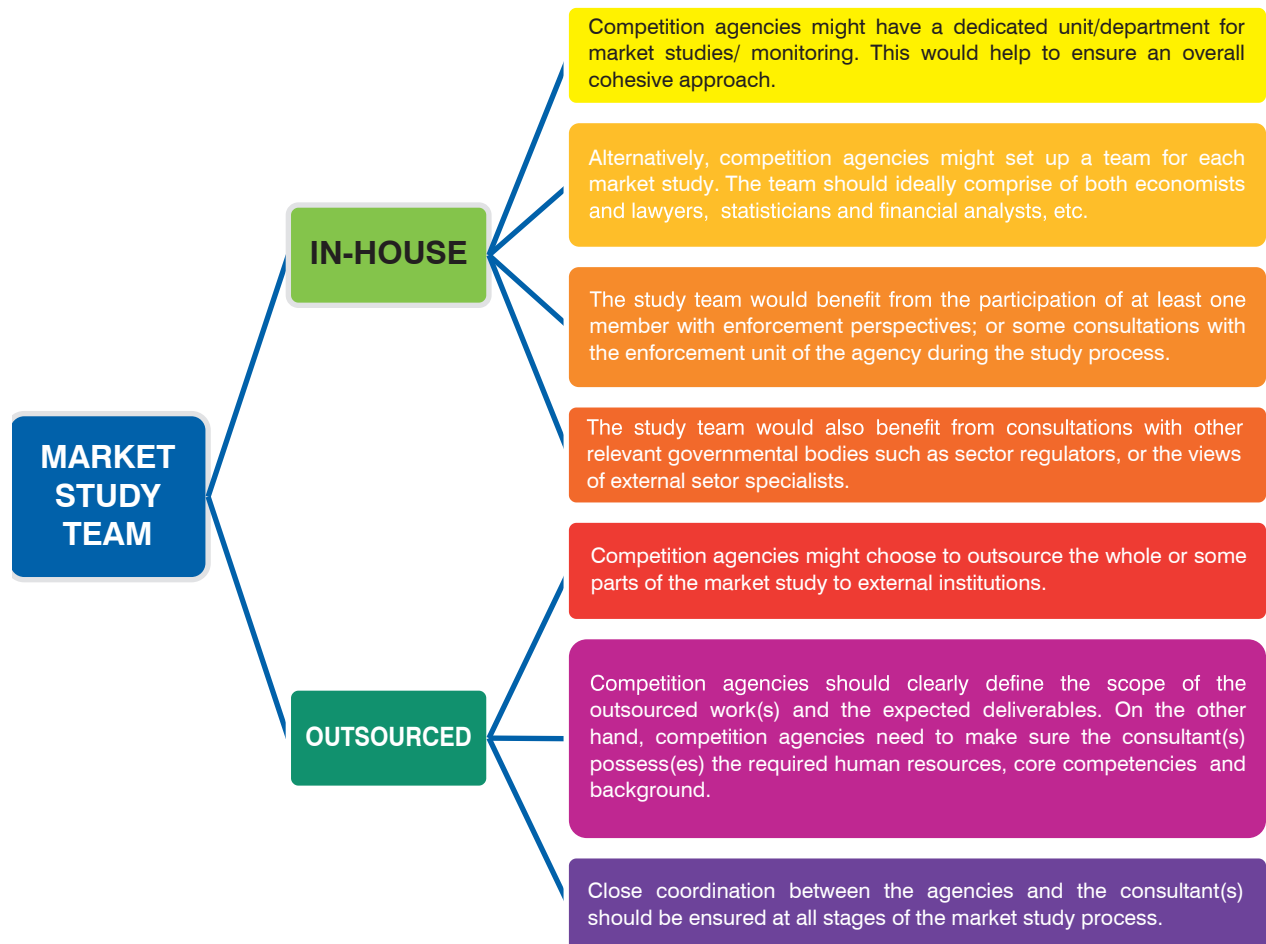 MARKET
STUDY
TEAM
IN-HOUSE
Competition agencies might have a dedicated unit/department for
market studies/ monitoring. This would help to ensure an overall
cohesive approach.
Alternatively, competition agencies might set up a team for each
market study. The team should ideally comprise of both economists
and lawyers, statisticians and financial analysts, etc.
The study team would benefit from the participation of at least one
member with enforcement perspectives; or some consultations with
the enforcement unit of the agency during the study process.
The study team would also benefit from consultations with other
relevant governmental bodies such as sector regulators, or the views
of external setor specialists.
OUTSOURCED
Competition agencies might choose to outsource the whole or some
parts of the market study to external institutions.
Competition agencies should clearly define the scope of the
outsourced work(s) and the expected deliverables. On the other
hand, competition agencies need to make sure the consultant(s)
possess(es) the required human resources, core competencies and
background.
Close coordination between the agencies and the consultant(s)
should be ensured at all stages of the market study process.